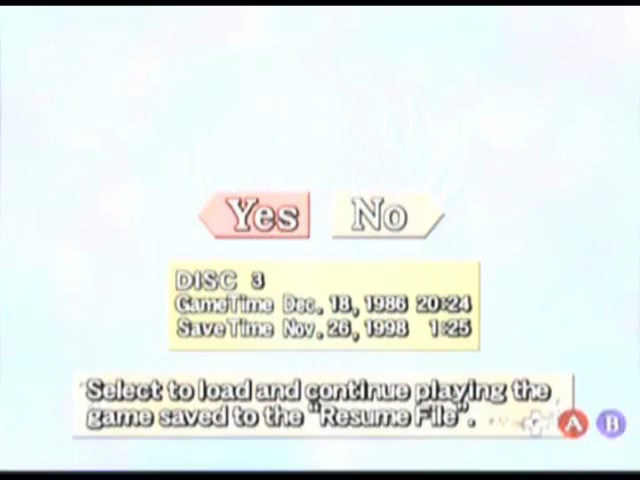 Yes No
DISC 3
GameTime Dec. 18, 1986 20:24
SaveTime Nov. 26, 1998 1:25
Select to load and continue playing the
game saved to the "Resume File".
A B